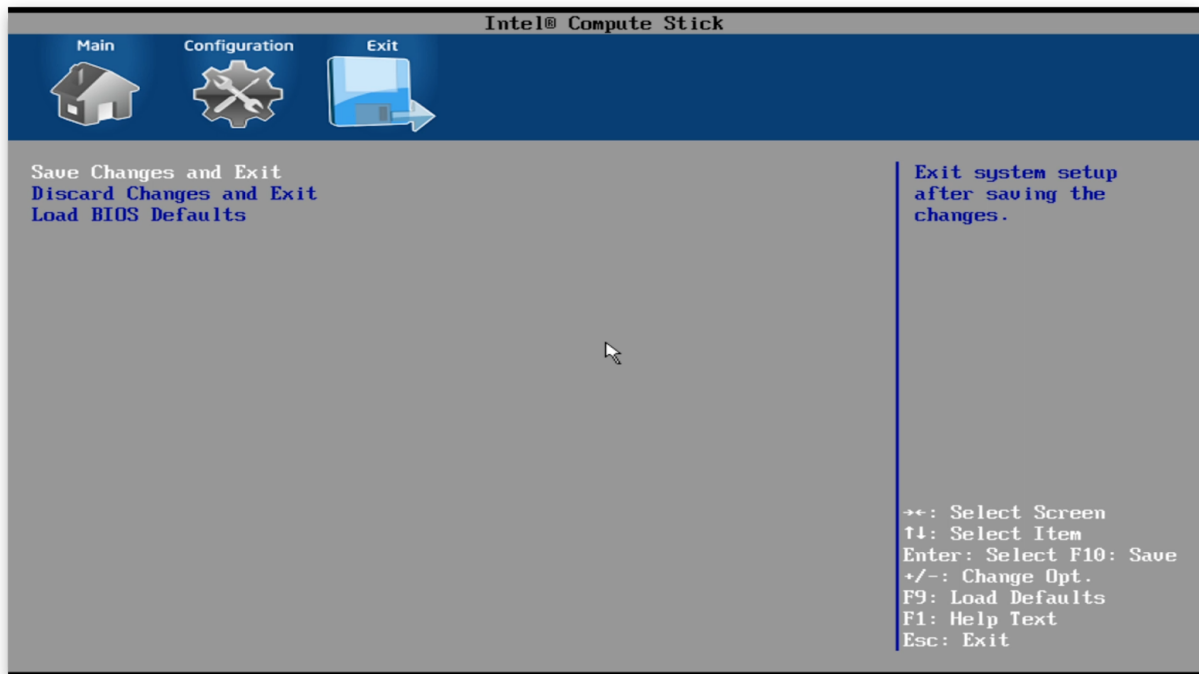 Intel® Compute Stick
Main
Configuration
Exit
Save Changes and Exit
Discard Changes and Exit
Load BIOS Defaults
Exit system setup
after saving the
changes.
→←: Select Screen
↑↓: Select Item
Enter: Select F10: Save
+/-: Change Opt.
F9: Load Defaults
F1: Help Text
Esc: Exit